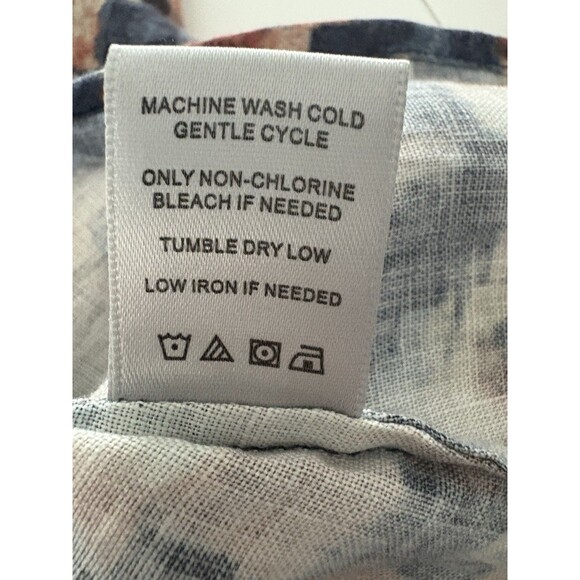 MACHINE WASH COLD
GENTLE CYCLE
ONLY NON-CHLORINE
BLEACH IF NEEDED
TUMBLE DRY LOW
LOW IRON IF NEEDED